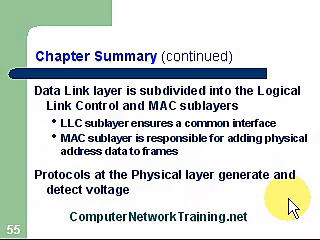 Chapter Summary (continued)
Data Link layer is subdivided into the Logical
Link Control and MAC sublayers
• LLC sublayer ensures a common interface
• MAC sublayer is responsible for adding physical
address data to frames
Protocols at the Physical layer generate and
detect voltage
ComputerNetworkTraining.net
55